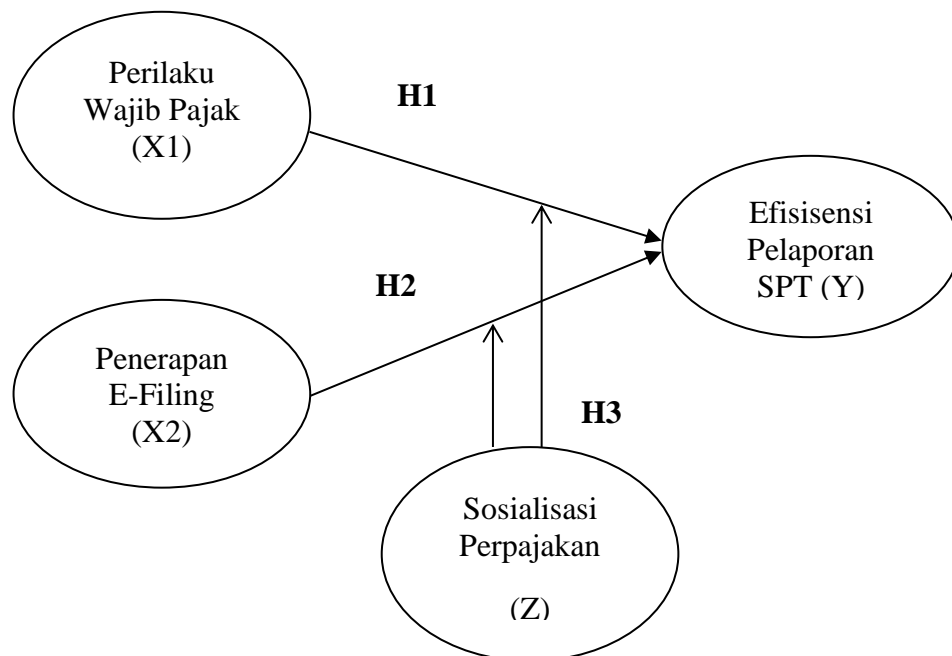 Perilaku
Wajib Pajak
(X1)
H1
Efisisensi
Pelaporan
SPT (Y)
H2
Penerapan
E-Filing
(X2)
H3
Sosialisasi
Perpajakan
(Z)